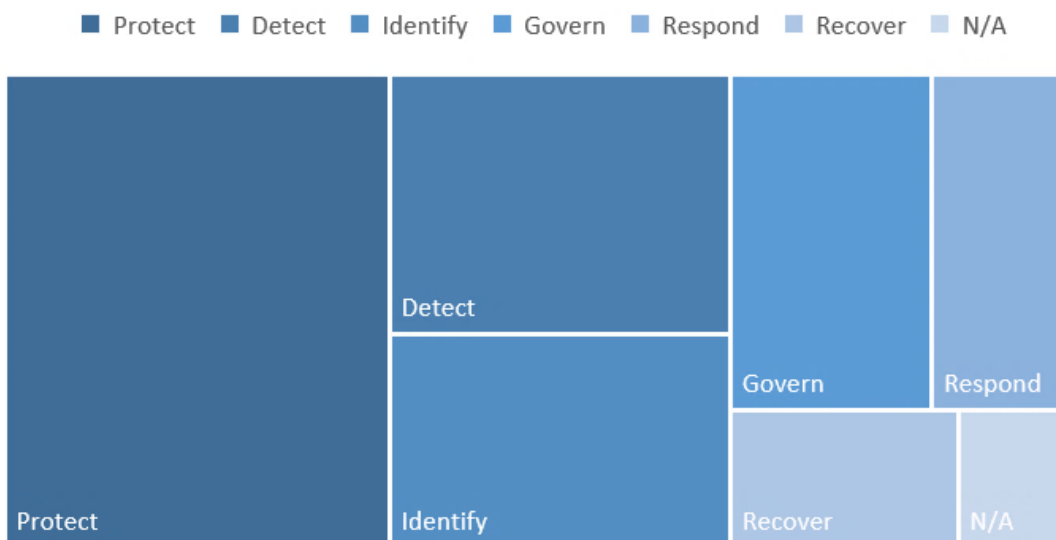 Protect Detect Identify Govern Respond Recover N/A
Detect
Govern Respond
Protect Identify Recover N/A